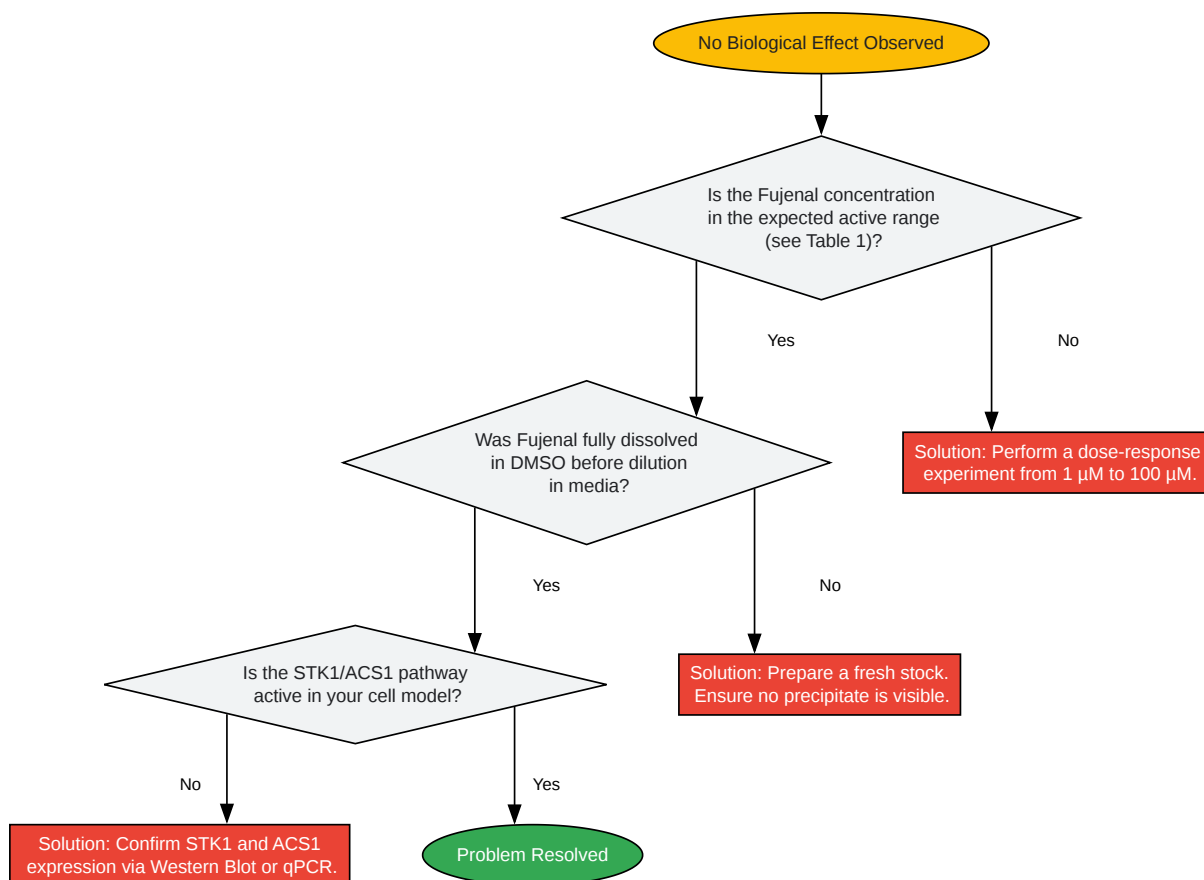 No Biological Effect Observed
Is the Fujenal concentration
in the expected active range
(see Table 1)?
Yes
No
Was Fujenal fully dissolved
in DMSO before dilution
in media?
Solution: Perform a dose-response
experiment from 1 µM to 100 µM.
Yes
No
Is the STK1/ACS1 pathway
active in your cell model?
Solution: Prepare a fresh stock.
Ensure no precipitate is visible.
No
Yes
Solution: Confirm STK1 and ACS1
expression via Western Blot or qPCR.
Problem Resolved